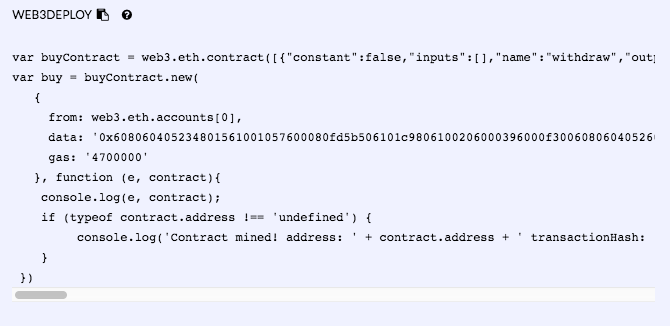 WEB3DEPLOY
var buyContract = web3.eth.contract([{"constant":false,"inputs":[],"name":"withdraw","outp
var buy = buyContract.new(
{
from: web3.eth.accounts[0],
data: '0x608060405234801561001057600080fd5b506101c9806100206000396000f3006080604052600
gas: '4700000'
}, function (e, contract){
console.log(e, contract);
if (typeof contract.address !== 'undefined') {
console.log('Contract mined! address: ' + contract.address + ' transactionHash:
}
})